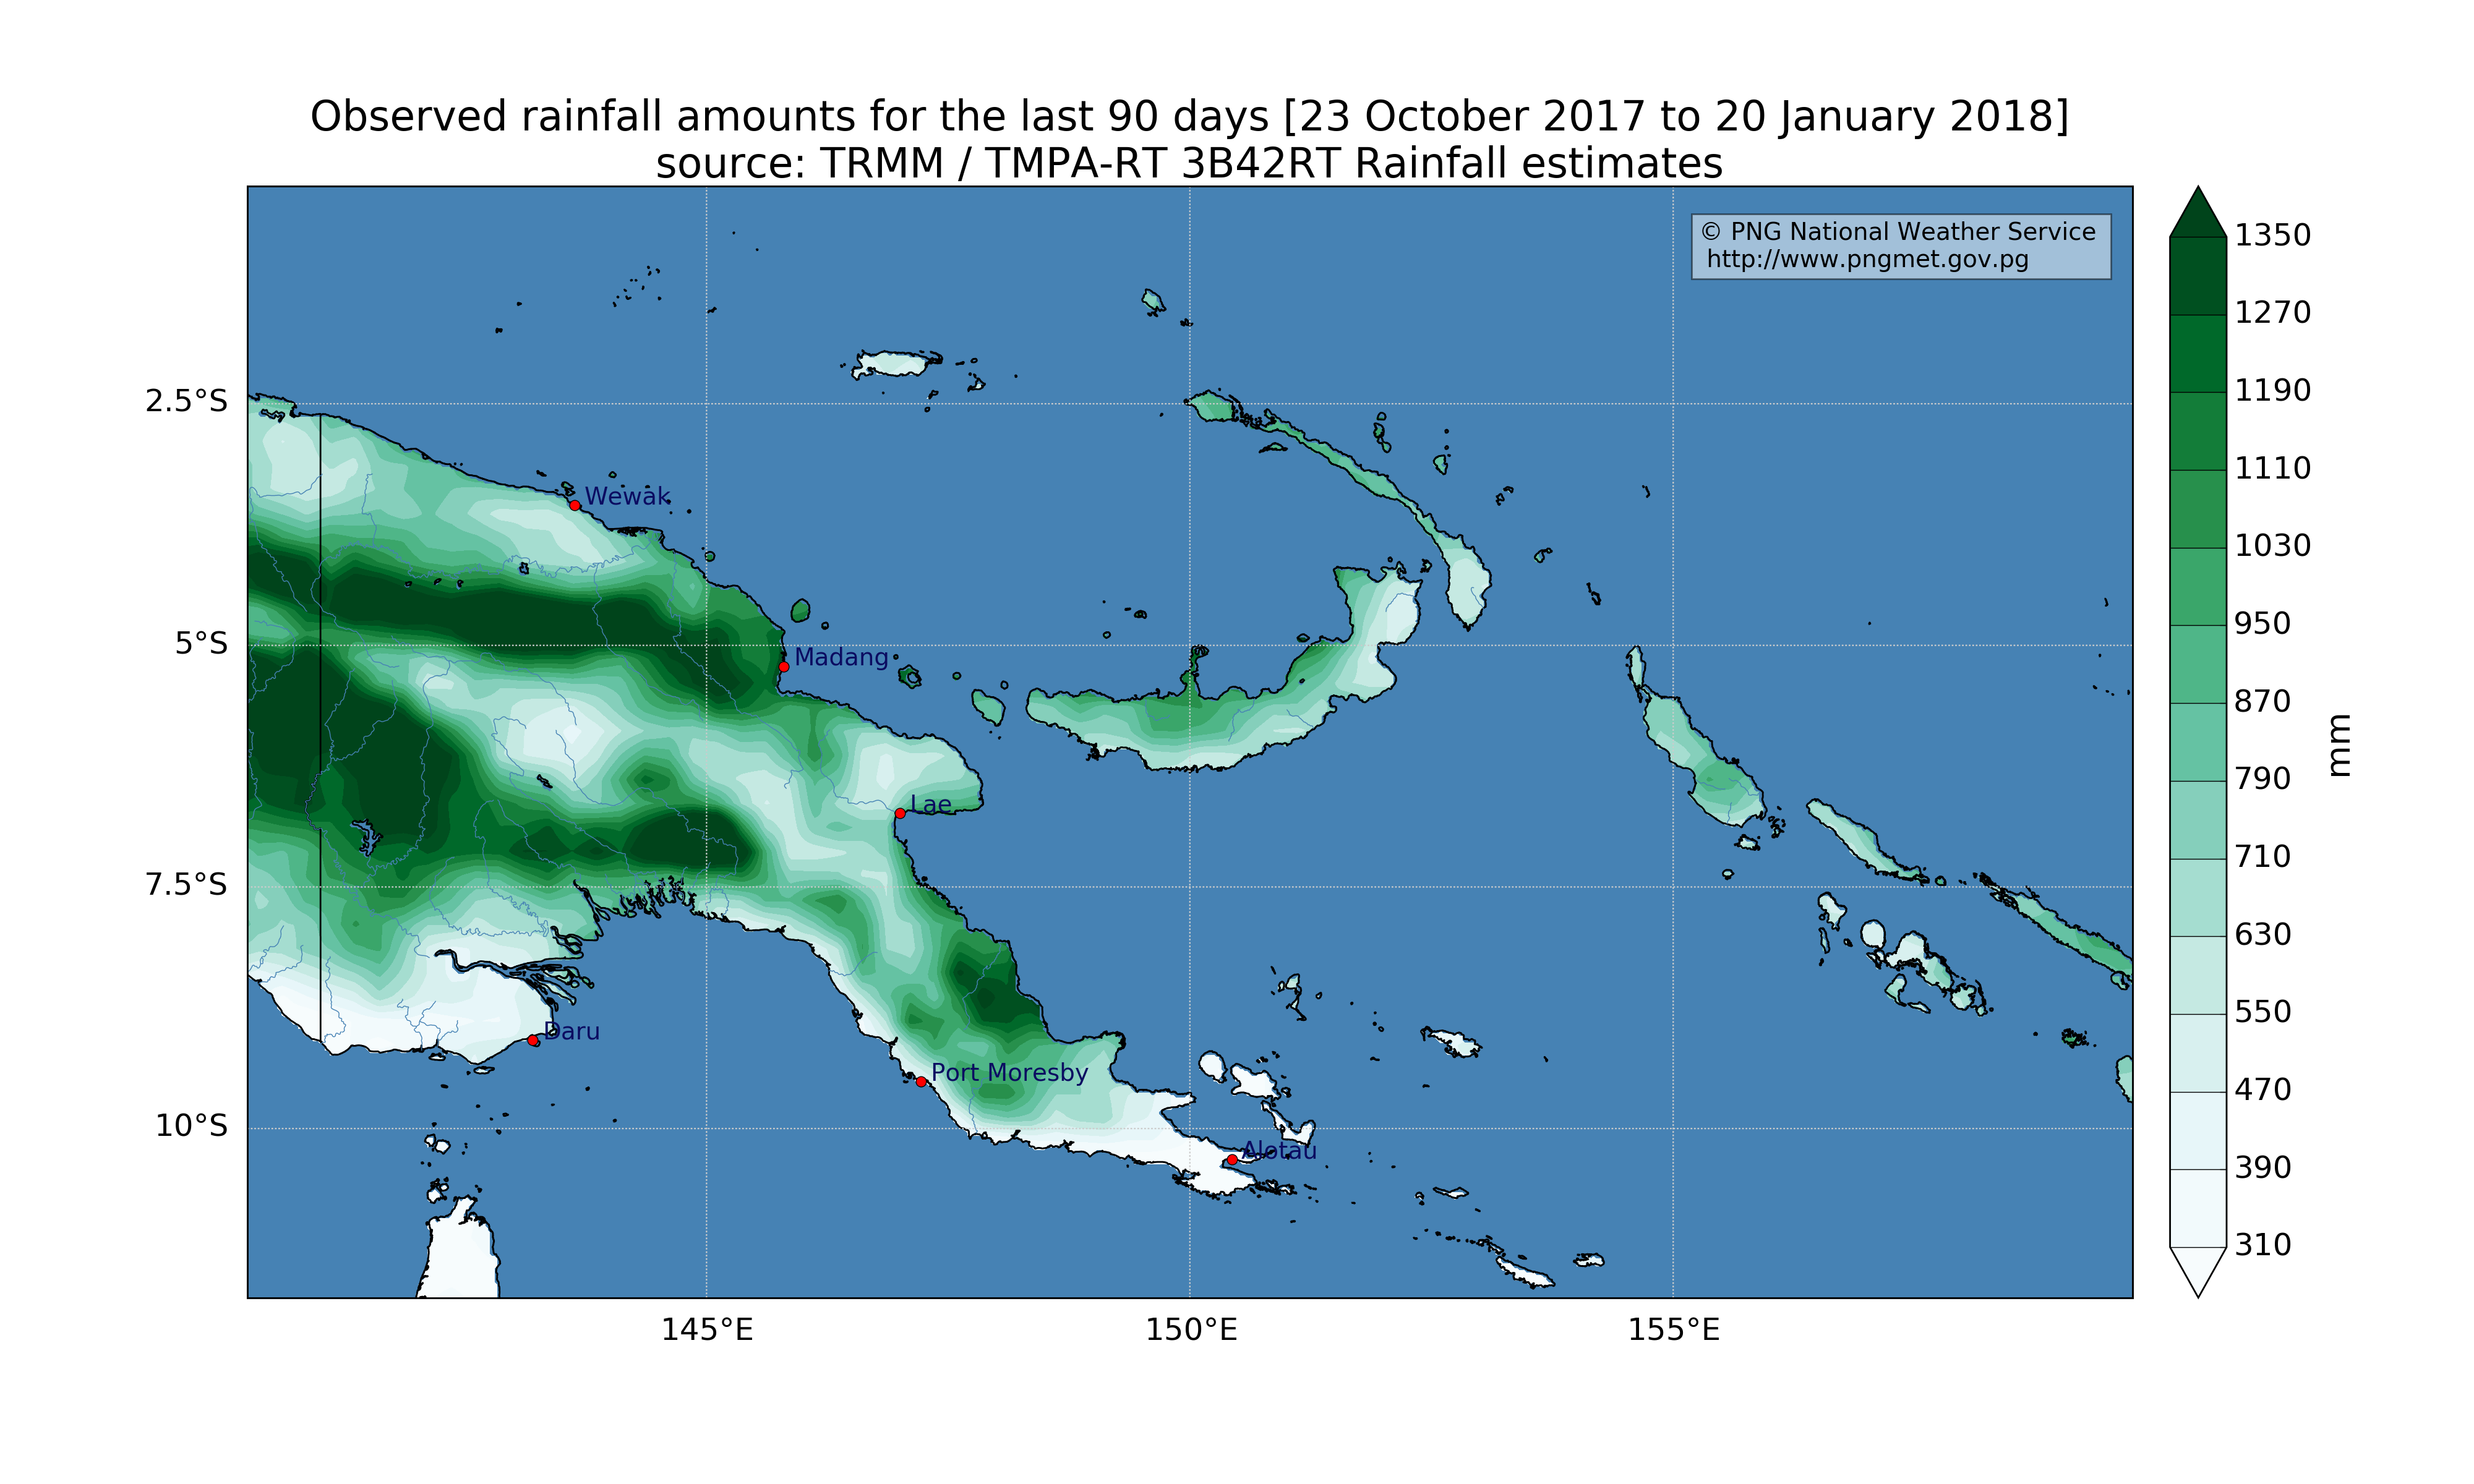 Observed rainfall amounts for the last 90 days [23 October 2017 to 20 January 2018]
source: TRMM / TMPA-RT 3B42RT Rainfall estimates
© PNG National Weather Service
http://www.pngmet.gov.pg
1350
1270
1190
1110
1030
950
870
790
710
630
550
470
390
310
mm
2.5°S
5°S
7.5°S
10°S
Wewak
Madang
Lae
Daru
Port Moresby
Alotau
145°E
150°E
155°E